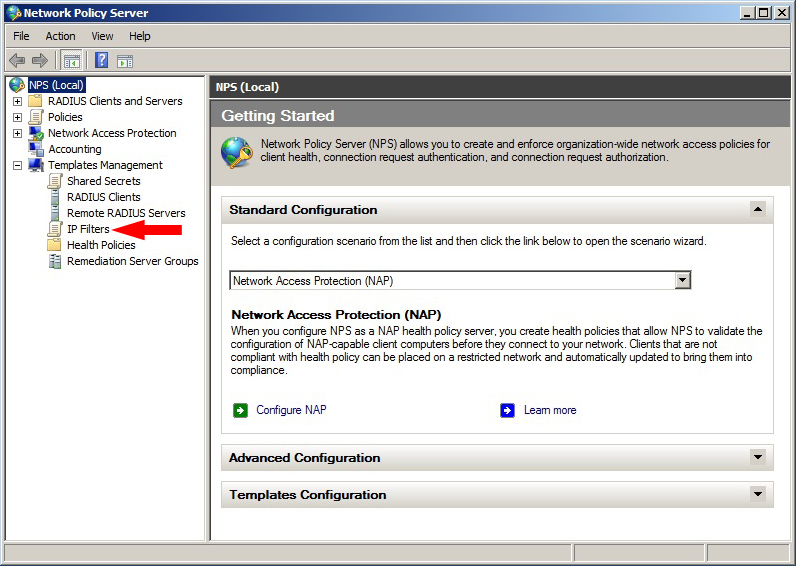 Network Policy Server
File Action View Help
NPS (Local)
RADIUS Clients and Servers
Policies
Network Access Protection
Accounting
Templates Management
Shared Secrets
RADIUS Clients
Remote RADIUS Servers
IP Filters
Health Policies
Remediation Server Groups
NPS (Local)
Getting Started
Network Policy Server (NPS) allows you to create and enforce organization-wide network access policies for
client health, connection request authentication, and connection request authorization.
Standard Configuration
Select a configuration scenario from the list and then click the link below to open the scenario wizard.
Network Access Protection (NAP)
Network Access Protection (NAP)
When you configure NPS as a NAP health policy server, you create health policies that allow NPS to validate the
configuration of NAP-capable client computers before they connect to your network. Clients that are not
compliant with health policy can be placed on a restricted network and automatically updated to bring them into
compliance.
Configure NAP Learn more
Advanced Configuration
Templates Configuration